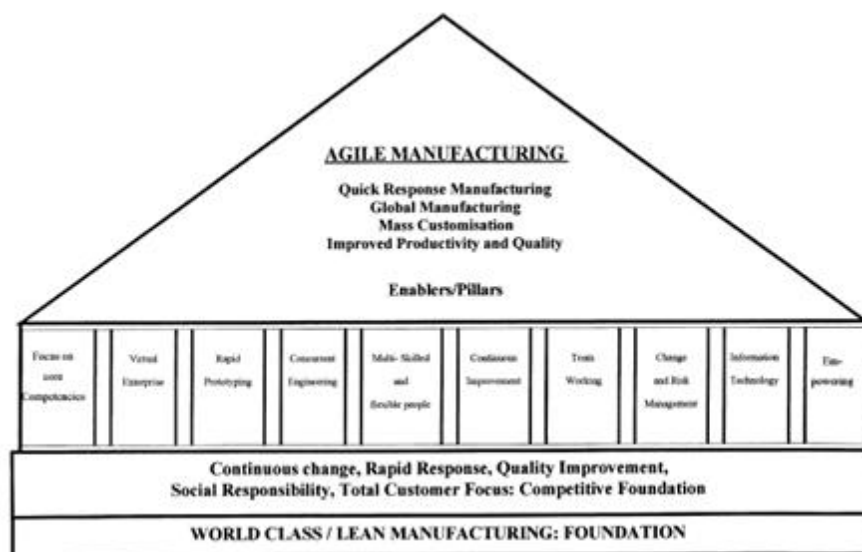 AGILE MANUFACTURING
Quick Response Manufacturing
Global Manufacturing
Mass Customisation
Improved Productivity and Quality
Enablers/Pillars
Focus on
core
Competencies
Virtual
Enterprise
Rapid
Prototyping
Concurrent
Engineering
Multi- Skilled
and
flexible people
Continuous
Improvement
Team
Working
Change
and Risk
Management
Information
Technology
Em-
powering
Continuous change, Rapid Response, Quality Improvement,
Social Responsibility, Total Customer Focus: Competitive Foundation
WORLD CLASS / LEAN MANUFACTURING: FOUNDATION